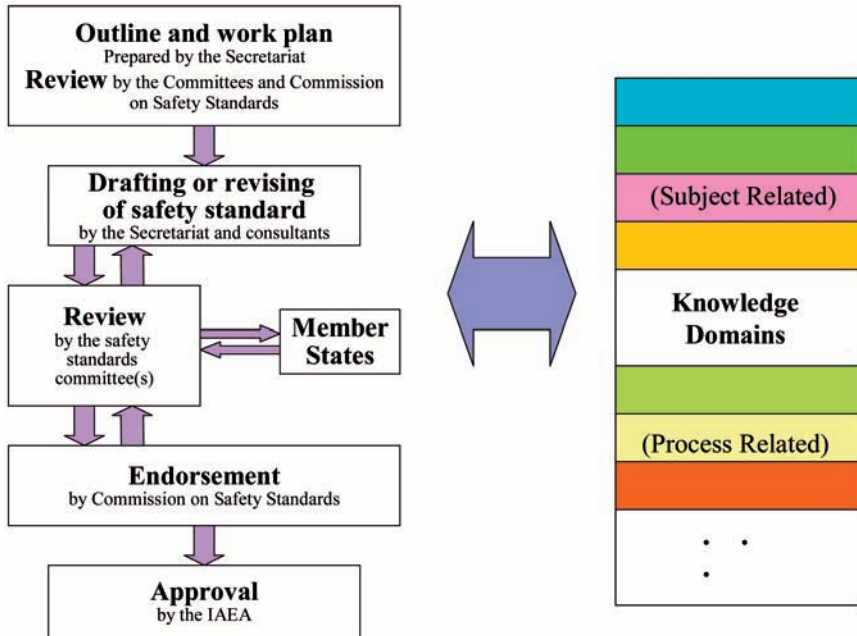 Outline and work plan
Prepared by the Secretariat
Review by the Committees and Commission
on Safety Standards
Drafting or revising
of safety standard
by the Secretariat and consultants
Review
by the safety
standards
committee(s)
Member
States
Endorsement
by Commission on Safety Standards
Approval
by the IAEA
(Subject Related)
Knowledge
Domains
(Process Related)